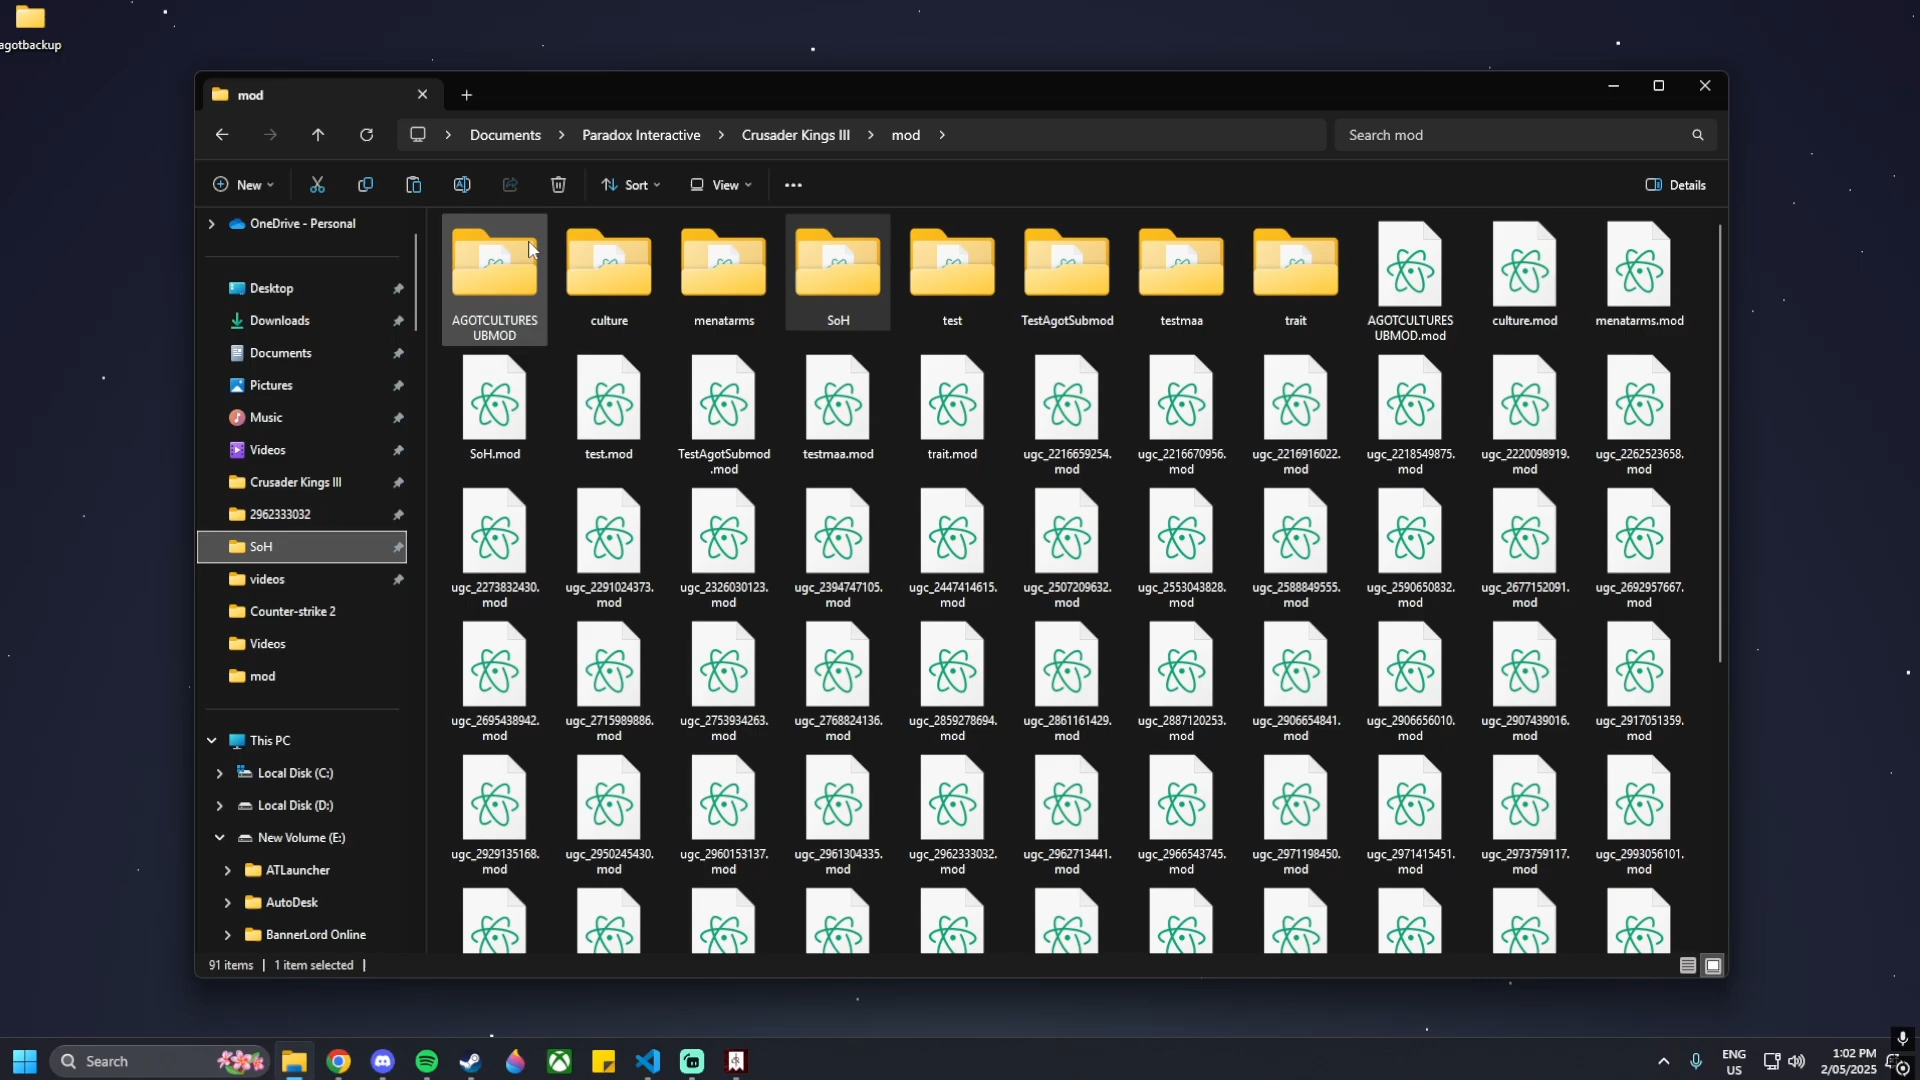 agotbackup
mod
Documents
Paradox Interactive
Crusader Kings III
mod
Search mod
New
Sort
View
Details
OneDrive - Personal
Desktop
Downloads
Documents
Pictures
Music
Videos
Crusader Kings III
2962333032
SoH
videos
Counter-strike 2
Videos
mod
This PC
Local Disk (C:)
Local Disk (D:)
New Volume (E:)
ATLauncher
AutoDesk
BannerLord Online
AGOTCULTURES
UBMOD
culture
menatarms
SoH
test
TestAgotSubmod
testmaa
trait
AGOTCULTURES
UBMOD.mod
culture.mod
menatarms.mod
SoH.mod
test.mod
TestAgotSubmod
.mod
testmaa.mod
trait.mod
ugc_2216659254.
mod
ugc_2216670956.
mod
ugc_2216916022.
mod
ugc_2218549875.
mod
ugc_2220098919.
mod
ugc_2262523658.
mod
ugc_2273832430.
mod
ugc_2291024373.
mod
ugc_2326030123.
mod
ugc_2394747105.
mod
ugc_2447414615.
mod
ugc_2507209632.
mod
ugc_2553043828.
mod
ugc_2588849555.
mod
ugc_2590650832.
mod
ugc_2677152091.
mod
ugc_2692957667.
mod
ugc_2695438942.
mod
ugc_2715989886.
mod
ugc_2753934263.
mod
ugc_2768824136.
mod
ugc_2859278694.
mod
ugc_2861161429.
mod
ugc_2887120253.
mod
ugc_2906654841.
mod
ugc_2906656010.
mod
ugc_2907439016.
mod
ugc_2917051359.
mod
ugc_2929135168.
mod
ugc_2950245430.
mod
ugc_2960153137.
mod
ugc_2961304335.
mod
ugc_2962333032.
mod
ugc_2962713441.
mod
ugc_2966543745.
mod
ugc_2971198450.
mod
ugc_2971415451.
mod
ugc_2973759117.
mod
ugc_2993056101.
mod
91 items
1 item selected
Search
ENG
US
1:02 PM
2/05/2025